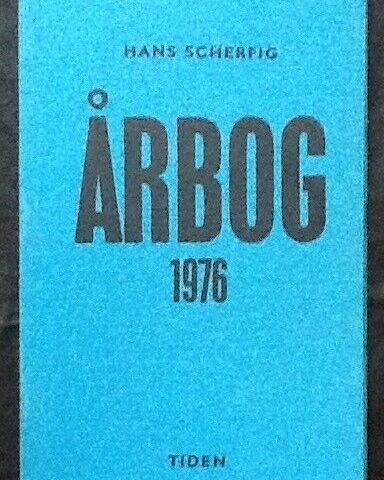 HANS SCHERFIG
ÅRBOG
1976
TIDEN